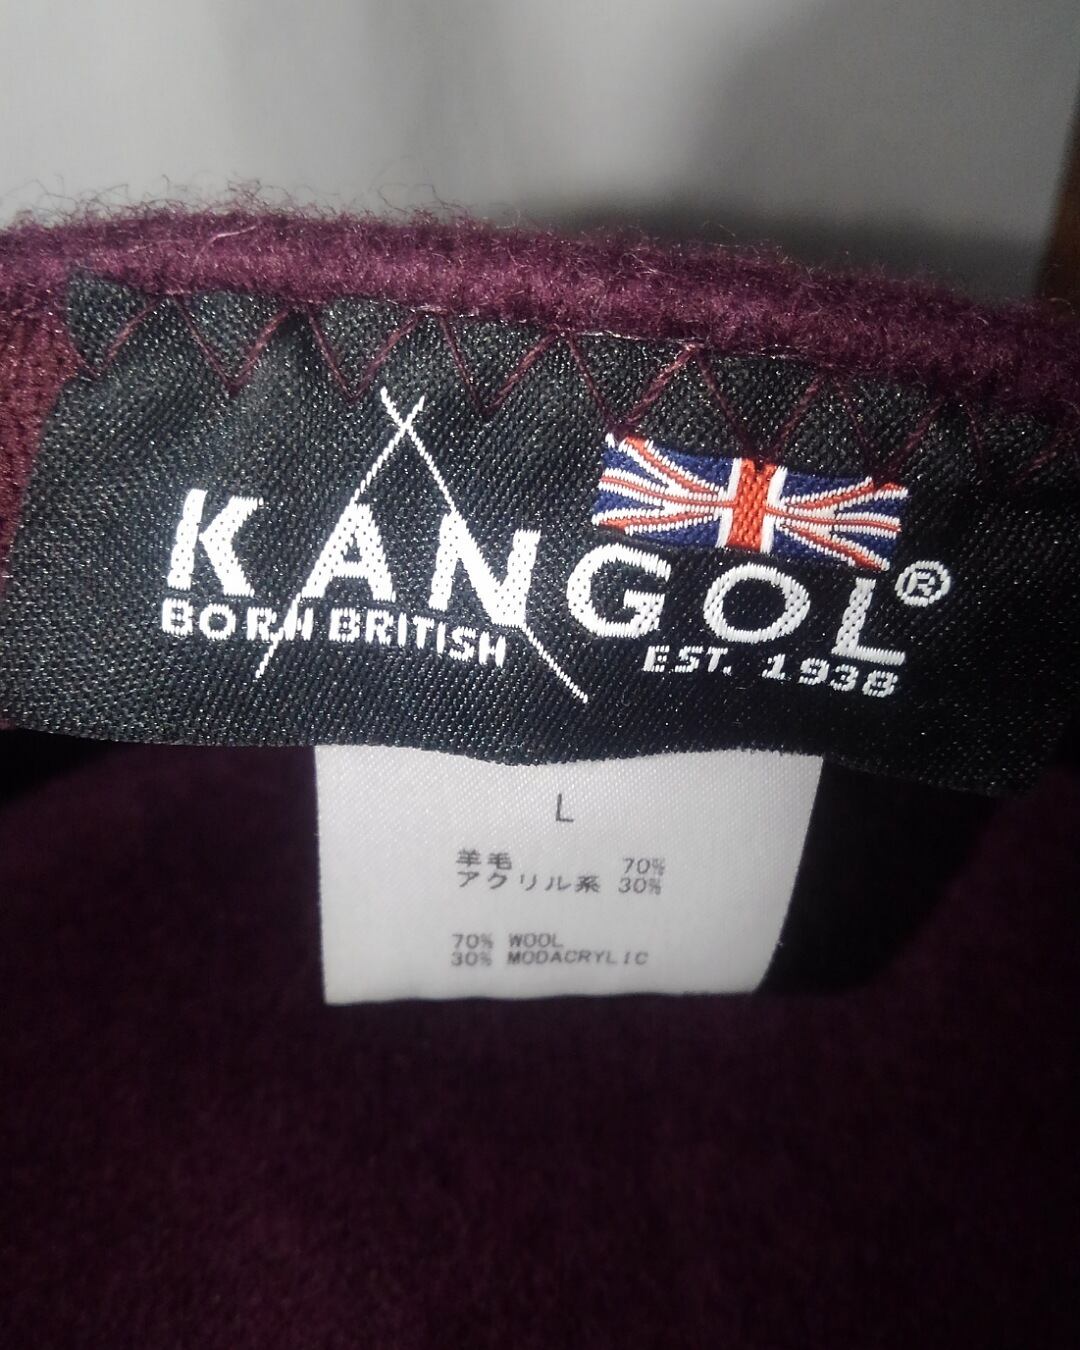 KANGOL®
BORN BRITISH
EST. 1938
L
羊毛 70%
アクリル系 30%
70% WOOL
30% MODACRYLIC